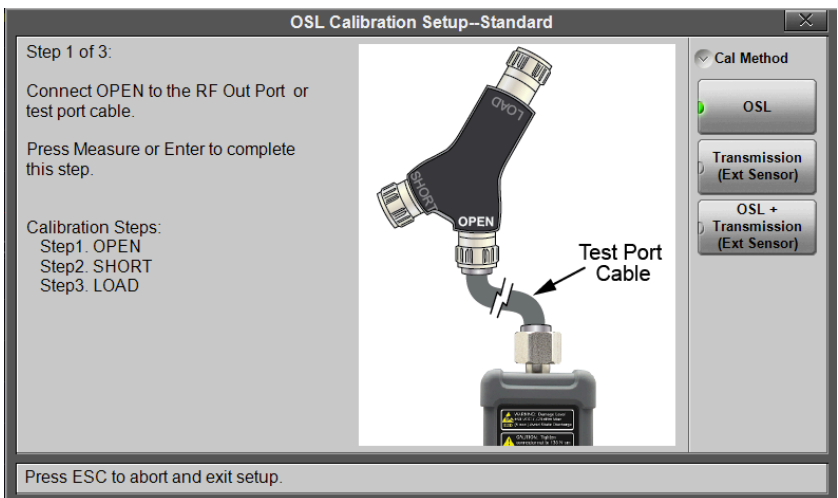 OSL Calibration Setup--Standard
Step 1 of 3:
Connect OPEN to the RF Out Port or
test port cable.
Press Measure or Enter to complete
this step.
Calibration Steps:
Step1. OPEN
Step2. SHORT
Step3. LOAD
LOAD
SHORT
OPEN
Test Port
Cable
WARNING:
CAUTION:
Cal Method
OSL
Transmission
(Ext Sensor)
OSL +
Transmission
(Ext Sensor)
Press ESC to abort and exit setup.